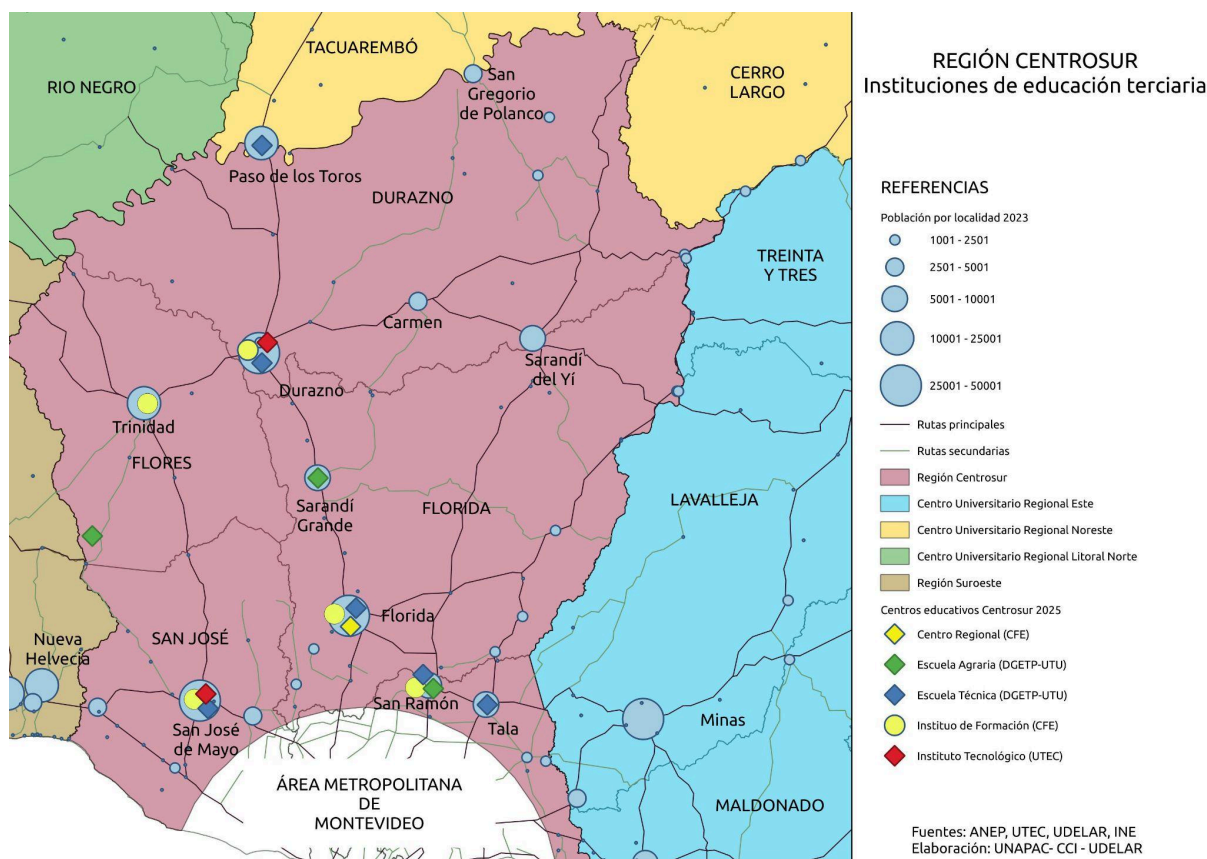 REGIÓN CENTROSUR
Instituciones de educación terciaria
TACUAREMBÓ
RIO NEGRO
CERRO
LARGO
San
Gregorio
de Polanco
Paso de los Toros
DURAZNO
TREINTA
Y TRES
Carmen
Sarandí
del Yí
Durazno
Trinidad
FLORES
Sarandí
Grande
FLORIDA
LAVALLEJA
Florida
SAN JOSÉ
Nueva
Helvecia
San José
de Mayo
San Ramón
Tala
Minas
ÁREA METROPOLITANA
DE
MONTEVIDEO
MALDONADO
REFERENCIAS
Población por localidad 2023
1001 - 2501
2501 - 5001
5001 - 10001
10001 - 25001
25001 - 50001
Rutas principales
Rutas secundarias
Región Centrosur
Centro Universitario Regional Este
Centro Universitario Regional Noreste
Centro Universitario Regional Litoral Norte
Región Suroeste
Centros educativos Centrosur 2025
Centro Regional (CFE)
Escuela Agraria (DGETP-UTU)
Escuela Técnica (DGETP-UTU)
Instituo de Formación (CFE)
Instituto Tecnológico (UTEC)
Fuentes: ANEP, UTEC, UDELAR, INE
Elaboración: UNAPAC- CCI - UDELAR